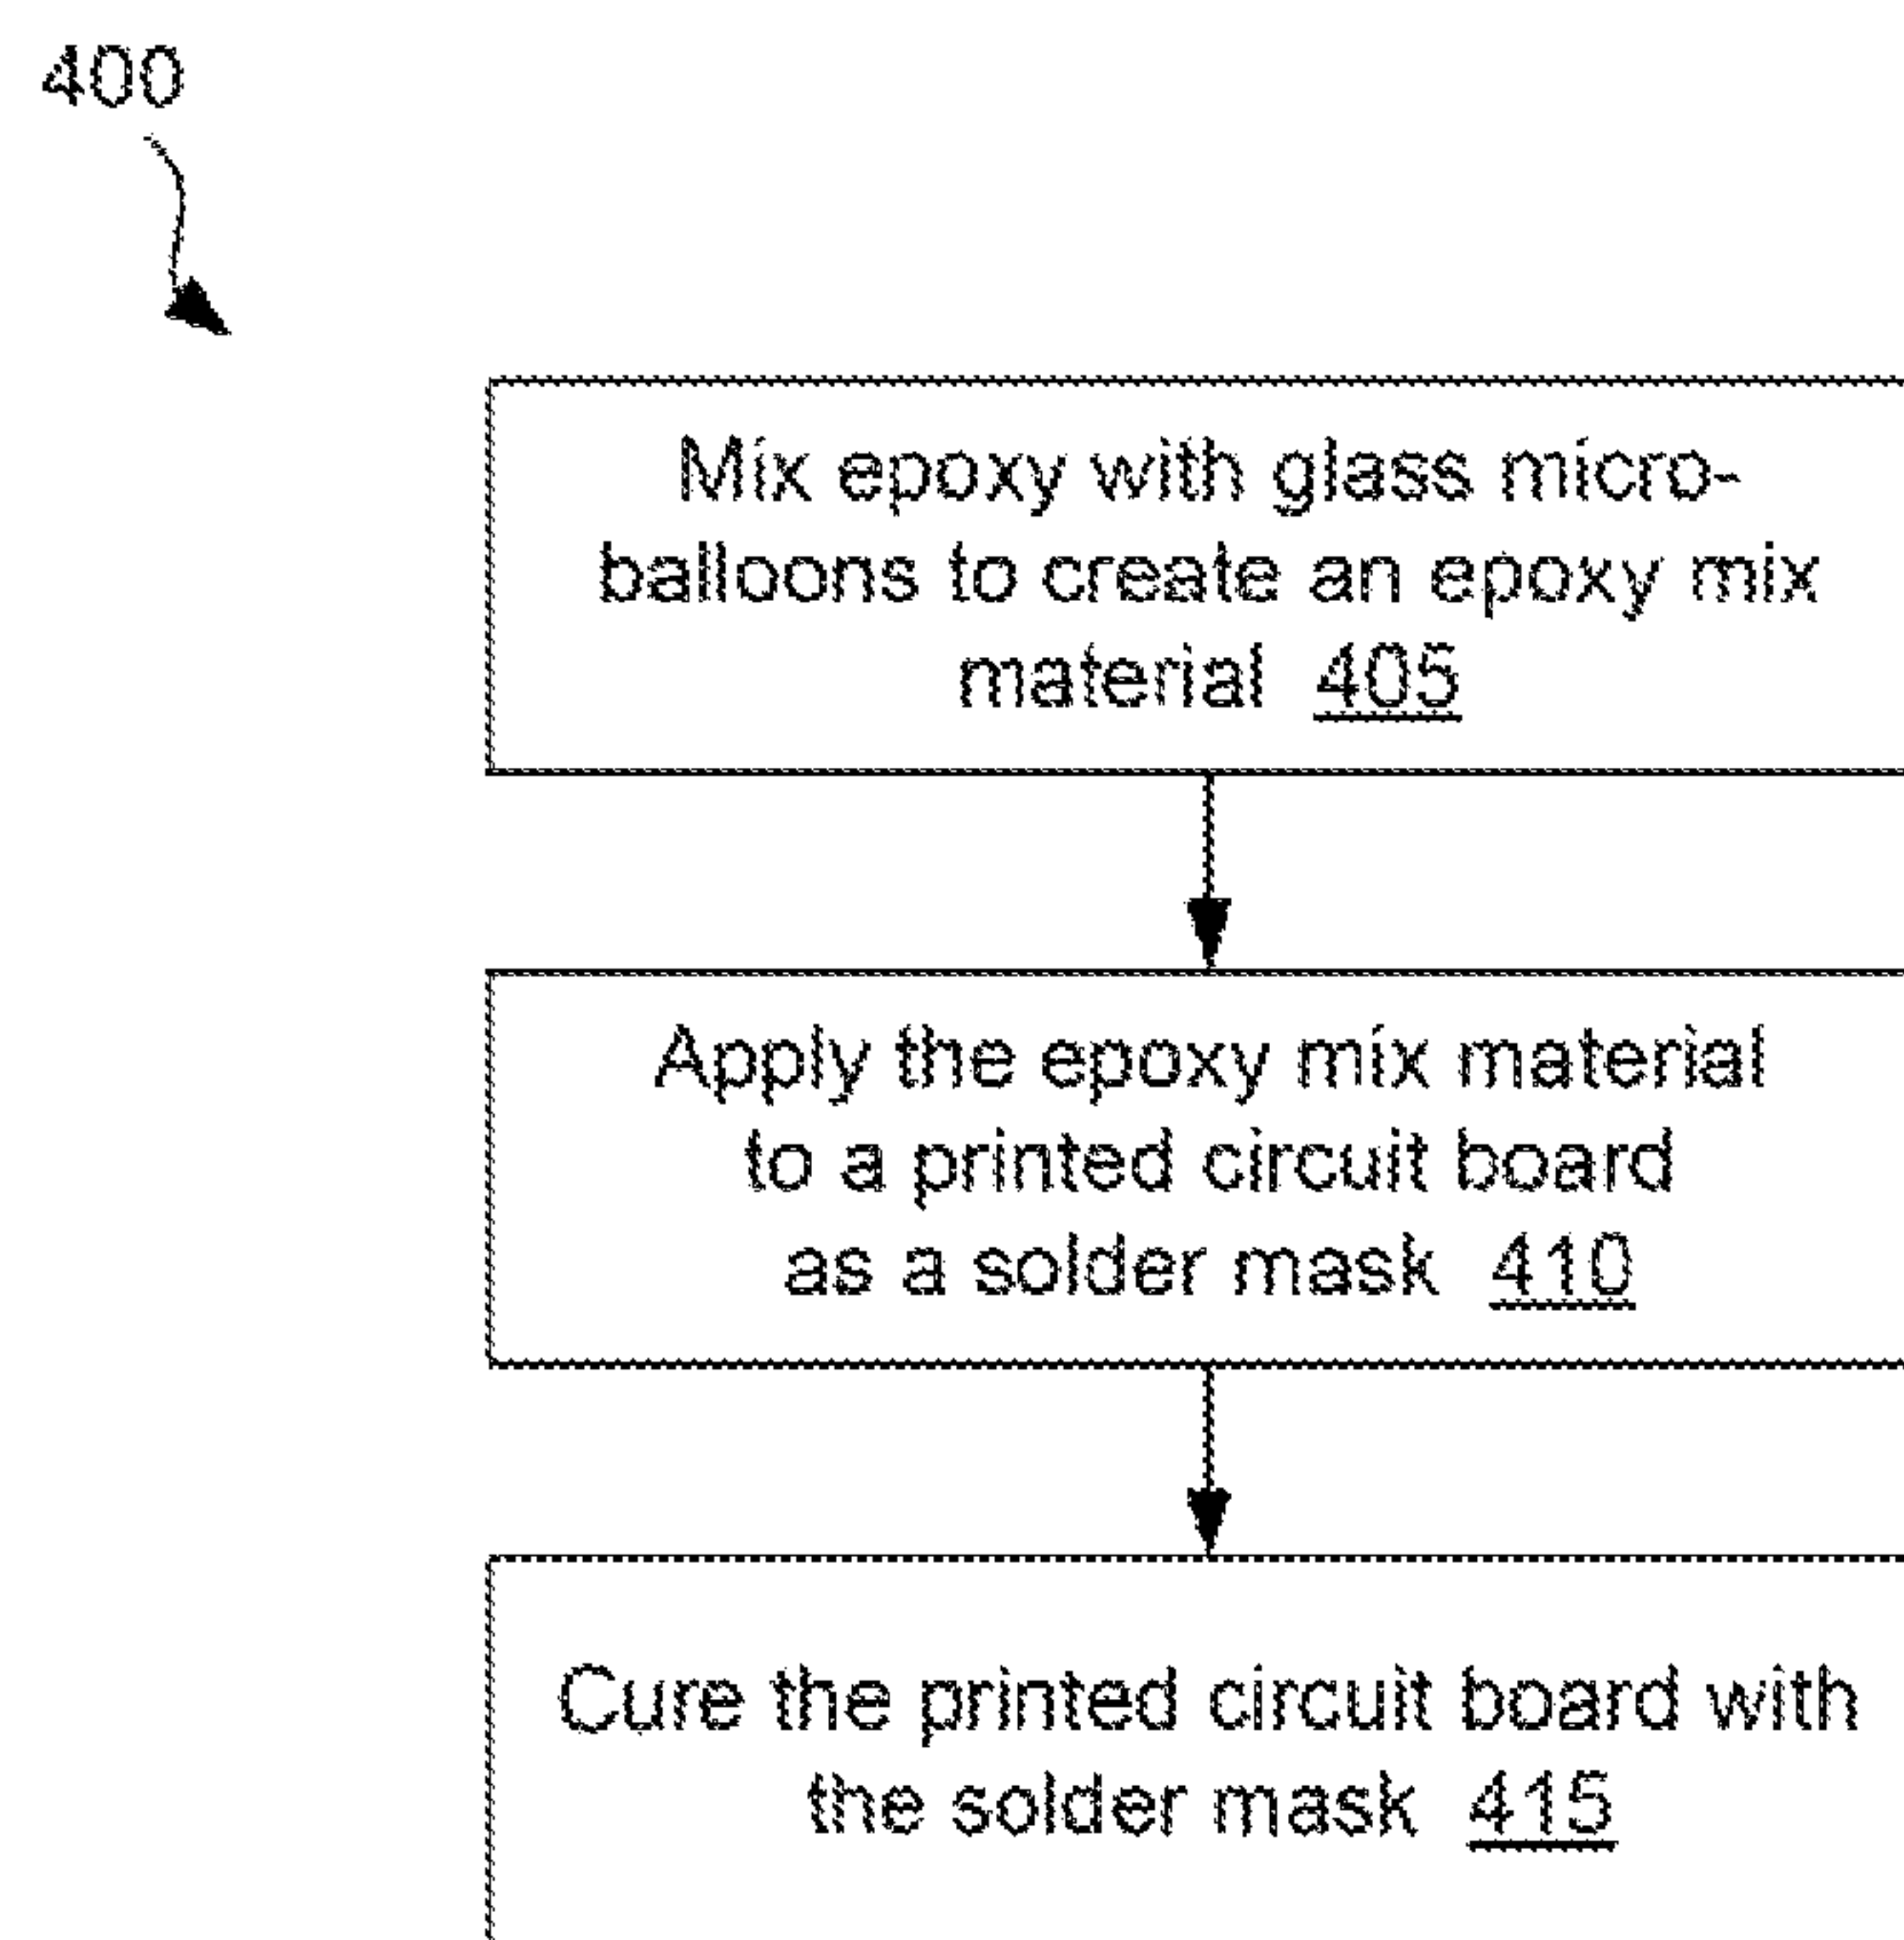 400
Mix epoxy with glass micro-
balloons to create an epoxy mix
material 405
Apply the epoxy mix material
to a printed circuit board
as a solder mask 410
Cure the printed circuit board with
the solder mask 415